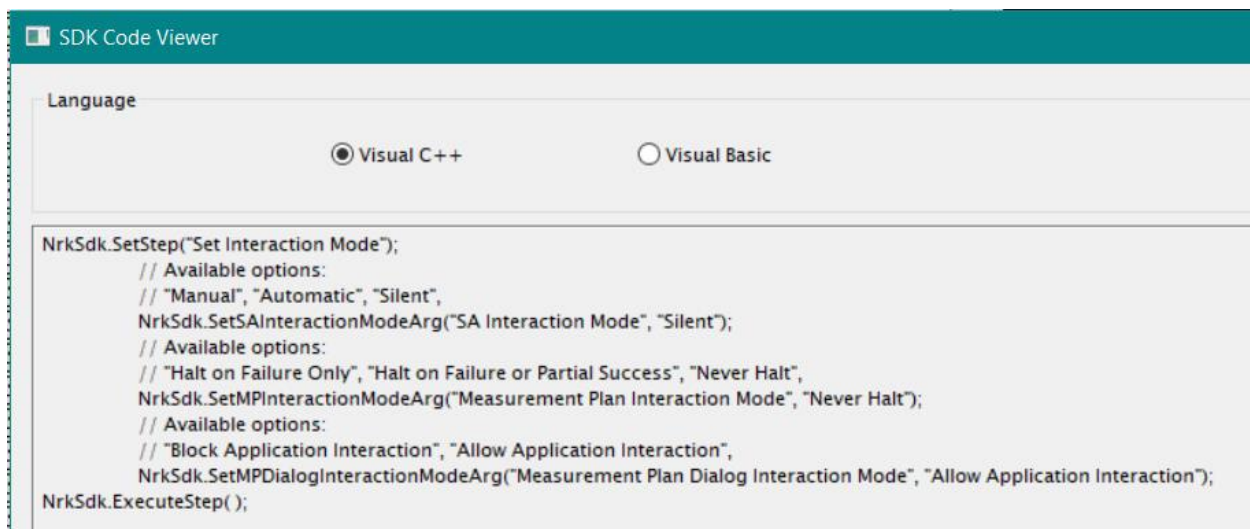 SDK Code Viewer
Language
Visual C++ Visual Basic
NrkSdk.SetStep("Set Interaction Mode");
// Available options:
// "Manual", "Automatic", "Silent",
NrkSdk.SetSAInteractionModeArg("SA Interaction Mode", "Silent");
// Available options:
// "Halt on Failure Only", "Halt on Failure or Partial Success", "Never Halt",
NrkSdk.SetMPInteractionModeArg("Measurement Plan Interaction Mode", "Never Halt");
// Available options:
// "Block Application Interaction", "Allow Application Interaction",
NrkSdk.SetMPDialogInteractionModeArg("Measurement Plan Dialog Interaction Mode", "Allow Application Interaction");
NrkSdk.ExecuteStep( );